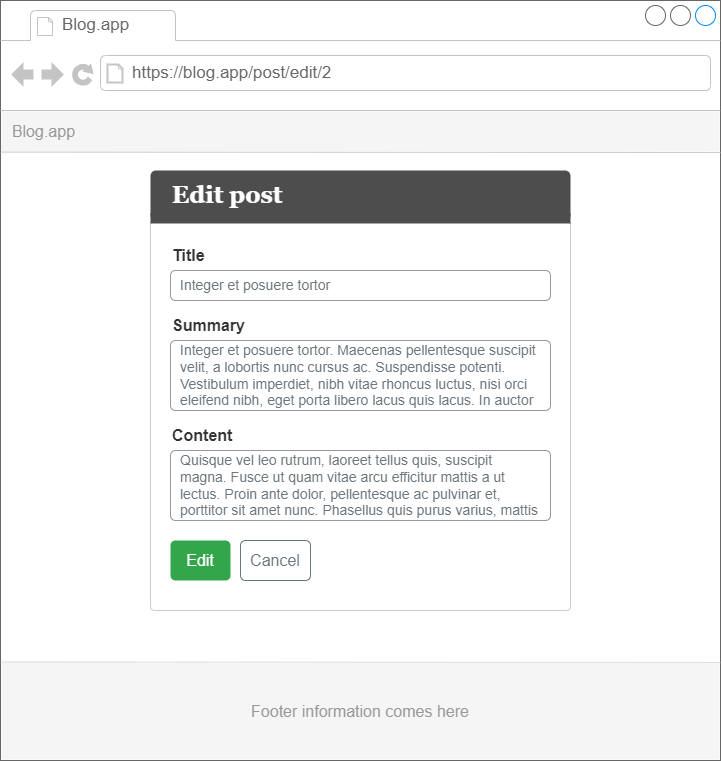 Blog.app
https://blog.app/post/edit/2
Blog.app
Edit post
Title
Integer et posuere tortor
Summary
Integer et posuere tortor. Maecenas pellentesque suscipit
velit, a lobortis nunc cursus ac. Suspendisse potenti.
Vestibulum imperdiet, nibh vitae rhoncus luctus, nisi orci
eleifend nibh, eget porta libero lacus quis lacus. In auctor
Content
Quisque vel leo rutrum, laoreet tellus quis, suscipit
magna. Fusce ut quam vitae arcu efficitur mattis a ut
lectus. Proin ante dolor, pellentesque ac pulvinar et,
porttitor sit amet nunc. Phasellus quis purus varius, mattis
Edit Cancel
Footer information comes here